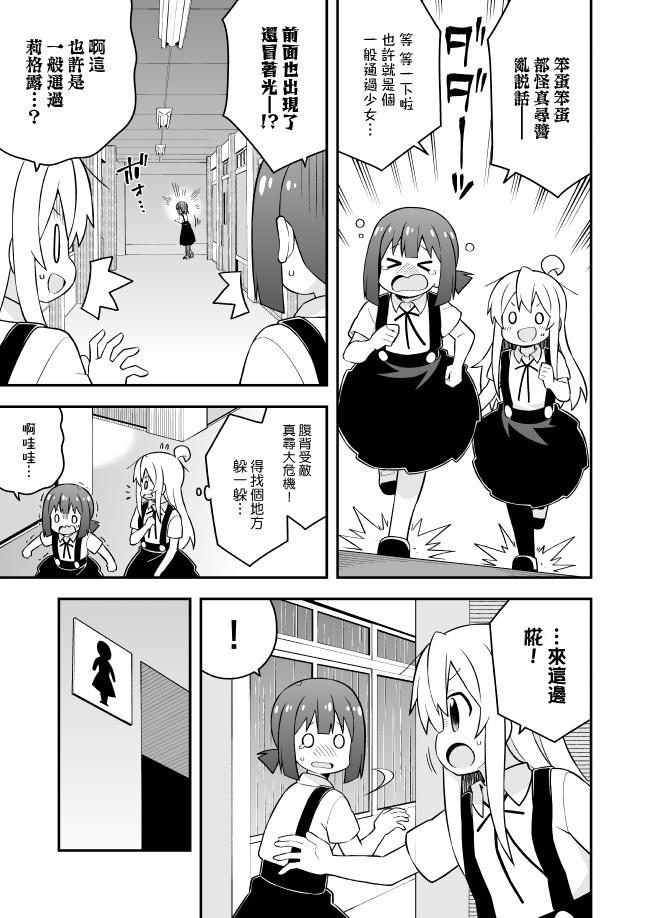 笨蛋笨蛋
都怪真尋醬
亂說話——
ダダダーー
等等一下啦
也許就是個
一般通過少女…
前面也出現了
還冒著光—!?
ボォ…
啊這
也許是
一般通過
莉格露…?
腹背受敵
真尋大危機!
得找個地方
躲一躲…
啊哇哇…
椛!
…來這邊
!